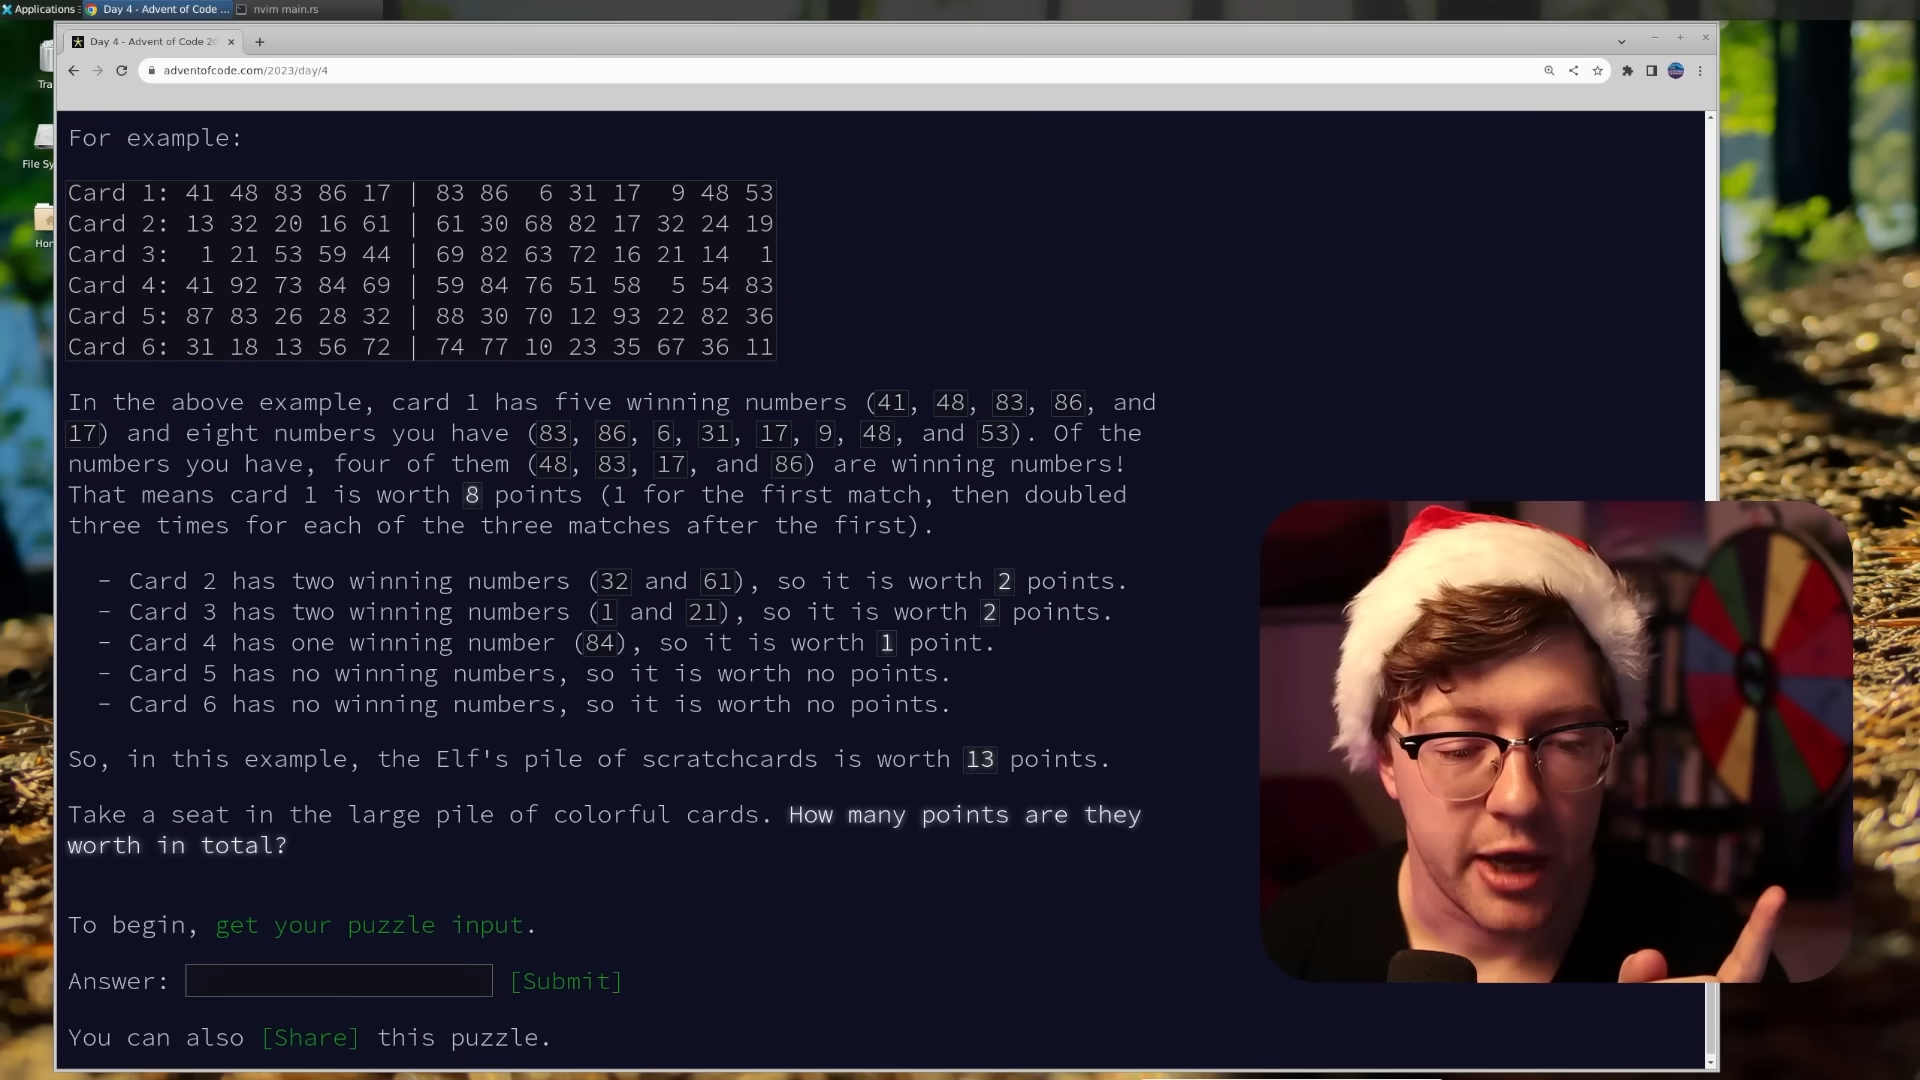 Applications
Day 4 - Advent of Code ...
nvim main.rs
Day 4 - Advent of Code 20
adventofcode.com/2023/day/4
For example:
Card 1: 41 48 83 86 17 | 83 86  6 31 17  9 48 53
Card 2: 13 32 20 16 61 | 61 30 68 82 17 32 24 19
Card 3:  1 21 53 59 44 | 69 82 63 72 16 21 14  1
Card 4: 41 92 73 84 69 | 59 84 76 51 58  5 54 83
Card 5: 87 83 26 28 32 | 88 30 70 12 93 22 82 36
Card 6: 31 18 13 56 72 | 74 77 10 23 35 67 36 11
In the above example, card 1 has five winning numbers (41, 48, 83, 86, and
17) and eight numbers you have (83, 86, 6, 31, 17, 9, 48, and 53). Of the
numbers you have, four of them (48, 83, 17, and 86) are winning numbers!
That means card 1 is worth 8 points (1 for the first match, then doubled
three times for each of the three matches after the first).
- Card 2 has two winning numbers (32 and 61), so it is worth 2 points.
- Card 3 has two winning numbers (1 and 21), so it is worth 2 points.
- Card 4 has one winning number (84), so it is worth 1 point.
- Card 5 has no winning numbers, so it is worth no points.
- Card 6 has no winning numbers, so it is worth no points.
So, in this example, the Elf's pile of scratchcards is worth 13 points.
Take a seat in the large pile of colorful cards. How many points are they
worth in total?
To begin, get your puzzle input.
Answer: [Submit]
You can also [Share] this puzzle.
Tra
File Sy
Hon